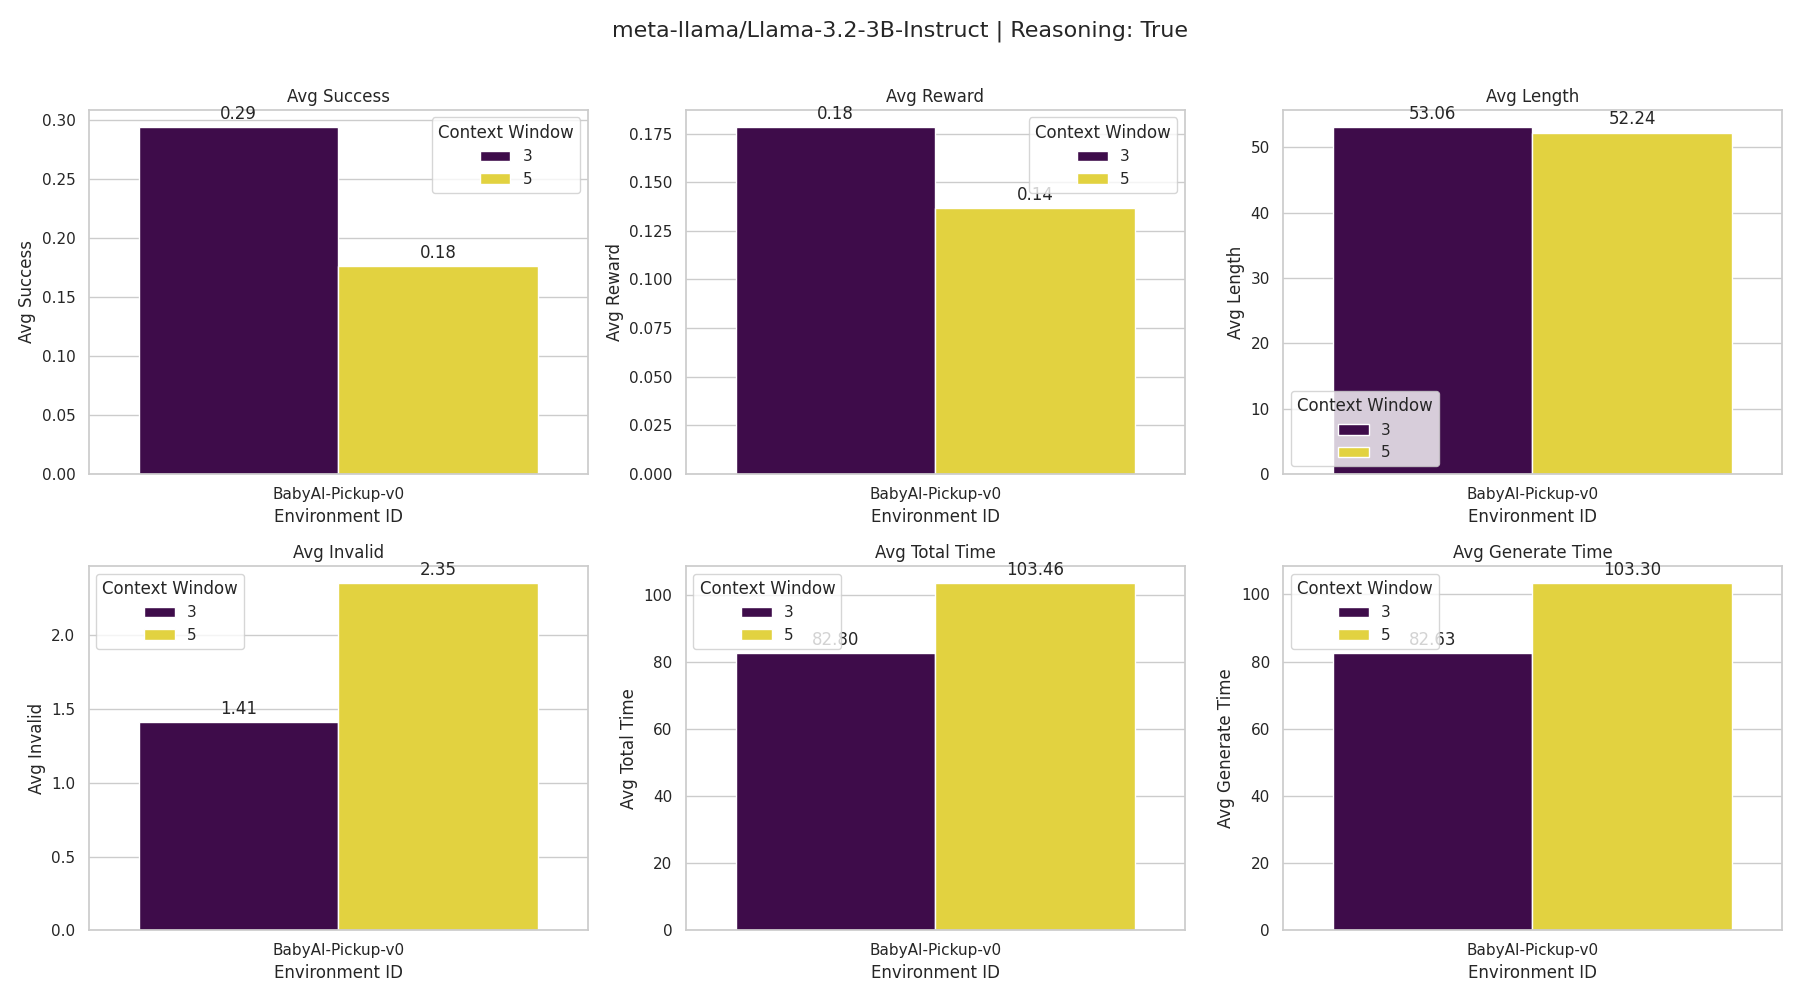 meta-llama/Llama-3.2-3B-Instruct | Reasoning: True
Avg Success
0.30
0.25
0.20
0.15
0.10
0.05
0.00
Avg Success
0.29
0.18
Context Window
3
5
BabyAI-Pickup-v0
Environment ID
Avg Reward
0.175
0.150
0.125
0.100
0.075
0.050
0.025
0.000
Avg Reward
0.18
0.14
Context Window
3
5
BabyAI-Pickup-v0
Environment ID
Avg Length
50
40
30
20
10
0
Avg Length
53.06
52.24
Context Window
3
5
BabyAI-Pickup-v0
Environment ID
Avg Invalid
2.0
1.5
1.0
0.5
0.0
Avg Invalid
1.41
2.35
Context Window
3
5
BabyAI-Pickup-v0
Environment ID
Avg Total Time
100
80
60
40
20
0
Avg Total Time
82.80
103.46
Context Window
3
5
BabyAI-Pickup-v0
Environment ID
Avg Generate Time
100
80
60
40
20
0
Avg Generate Time
82.63
103.30
Context Window
3
5
BabyAI-Pickup-v0
Environment ID